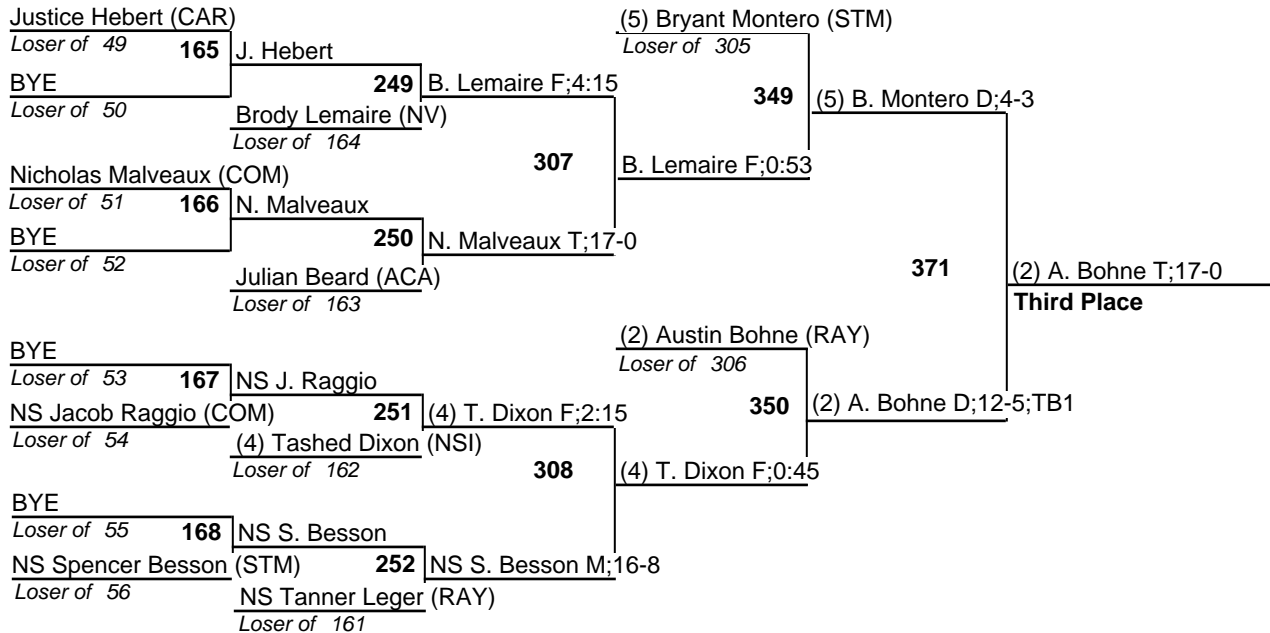 Justice Hebert (CAR)
Loser of 49
165
J. Hebert
BYE
Loser of 50
249
B. Lemaire F;4:15
Brody Lemaire (NV)
Loser of 164
307
B. Lemaire F;0:53
Nicholas Malveaux (COM)
Loser of 51
166
N. Malveaux
BYE
Loser of 52
250
N. Malveaux T;17-0
Julian Beard (ACA)
Loser of 163
(5) Bryant Montero (STM)
Loser of 305
349
(5) B. Montero D;4-3
371
(2) A. Bohne T;17-0
Third Place
BYE
Loser of 53
167
NS J. Raggio
NS Jacob Raggio (COM)
Loser of 54
251
(4) T. Dixon F;2:15
(4) Tashed Dixon (NSI)
Loser of 162
308
(4) T. Dixon F;0:45
(2) Austin Bohne (RAY)
Loser of 306
350
(2) A. Bohne D;12-5;TB1
BYE
Loser of 55
168
NS S. Besson
NS Spencer Besson (STM)
Loser of 56
252
NS S. Besson M;16-8
NS Tanner Leger (RAY)
Loser of 161